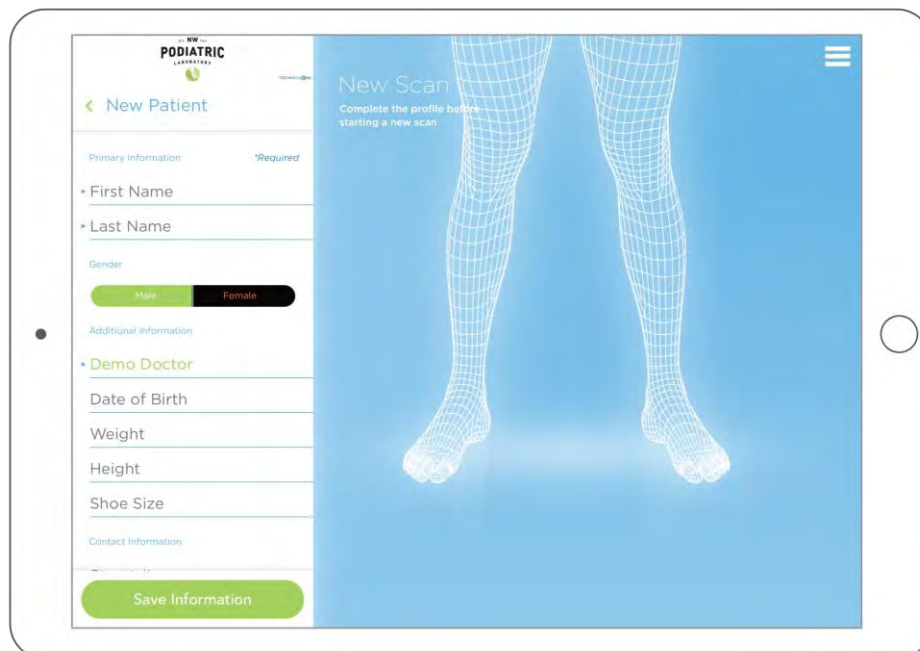 NW
PODIATRIC
LABORATORY
New Patient
Primary Information
*Required
* First Name
* Last Name
Gender
Male
Female
Additional Information
* Demo Doctor
Date of Birth
Weight
Height
Shoe Size
Contact Information
Save Information
New Scan
Complete the profile before
starting a new scan